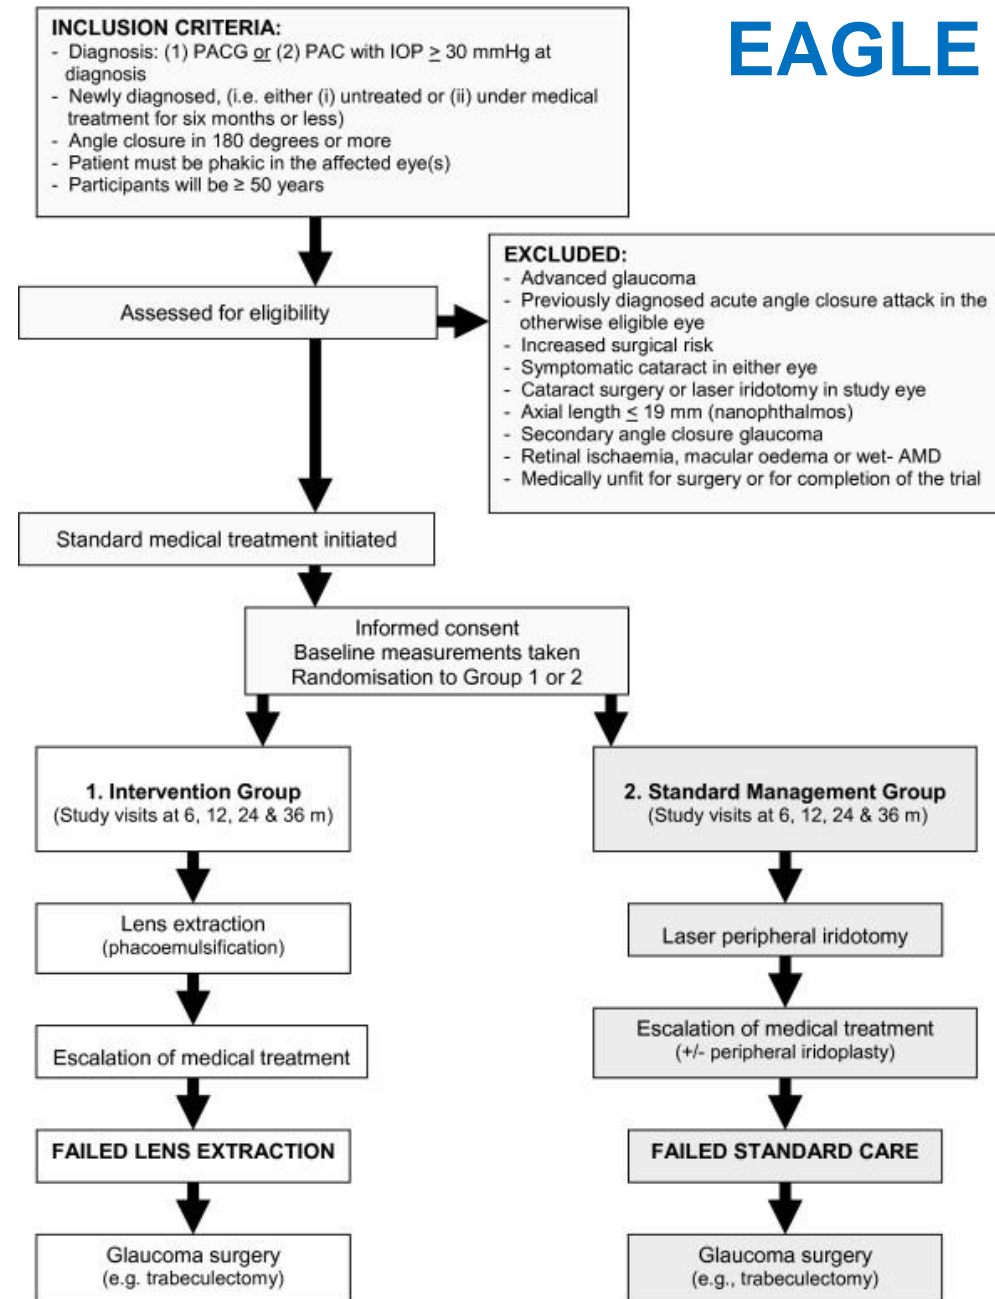 EAGLE
INCLUSION CRITERIA:
- Diagnosis: (1) PACG or (2) PAC with IOP ≥ 30 mmHg at
diagnosis
- Newly diagnosed, (i.e. either (i) untreated or (ii) under medical
treatment for six months or less)
- Angle closure in 180 degrees or more
- Patient must be phakic in the affected eye(s)
- Participants will be ≥ 50 years
Assessed for eligibility
EXCLUDED:
- Advanced glaucoma
- Previously diagnosed acute angle closure attack in the
otherwise eligible eye
- Increased surgical risk
- Symptomatic cataract in either eye
- Cataract surgery or laser iridotomy in study eye
- Axial length ≤ 19 mm (nanophthalmos)
- Secondary angle closure glaucoma
- Retinal ischaemia, macular oedema or wet- AMD
- Medically unfit for surgery or for completion of the trial
Standard medical treatment initiated
Informed consent
Baseline measurements taken
Randomisation to Group 1 or 2
1. Intervention Group
(Study visits at 6, 12, 24 & 36 m)
Lens extraction
(phacoemulsification)
Escalation of medical treatment
FAILED LENS EXTRACTION
Glaucoma surgery
(e.g. trabeculectomy)
2. Standard Management Group
(Study visits at 6, 12, 24 & 36 m)
Laser peripheral iridotomy
Escalation of medical treatment
(+/- peripheral iridoplasty)
FAILED STANDARD CARE
Glaucoma surgery
(e.g., trabeculectomy)